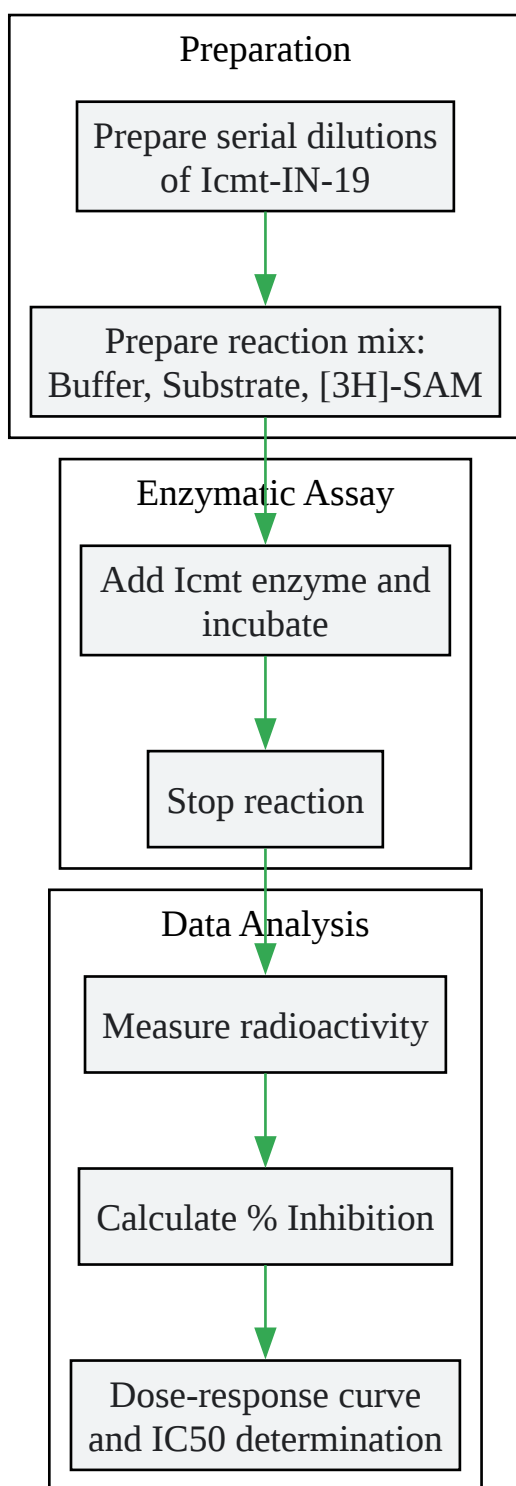 Preparation
Prepare serial dilutions
of Icmt-IN-19
Prepare reaction mix:
Buffer, Substrate, [3H]-SAM
Enzymatic Assay
Add Icmt enzyme and
incubate
Stop reaction
Data Analysis
Measure radioactivity
Calculate % Inhibition
Dose-response curve
and IC50 determination